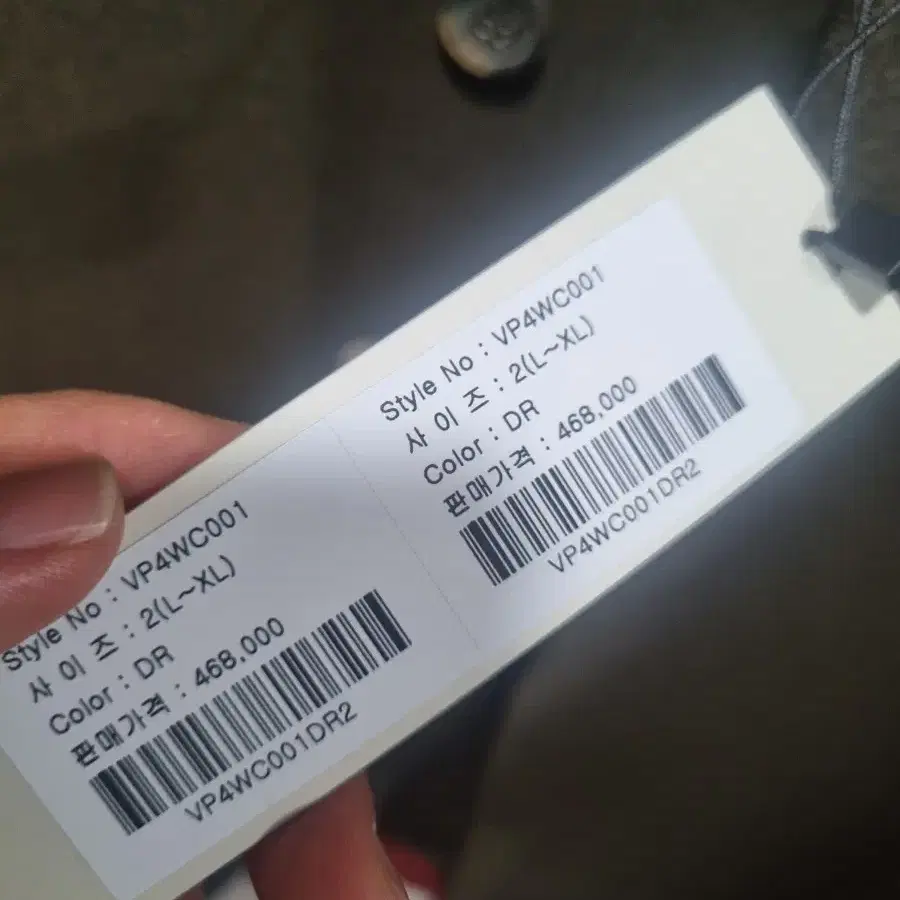 Style No : VP4WC001
사 이 즈 : 2(L~XL)
Color : DR
판매가격 : 468,000
VP4WC001DR2
Style No : VP4WC001
사 이 즈 : 2(L~XL)
Color : DR
판매가격 : 468,000
VP4WC001DR2